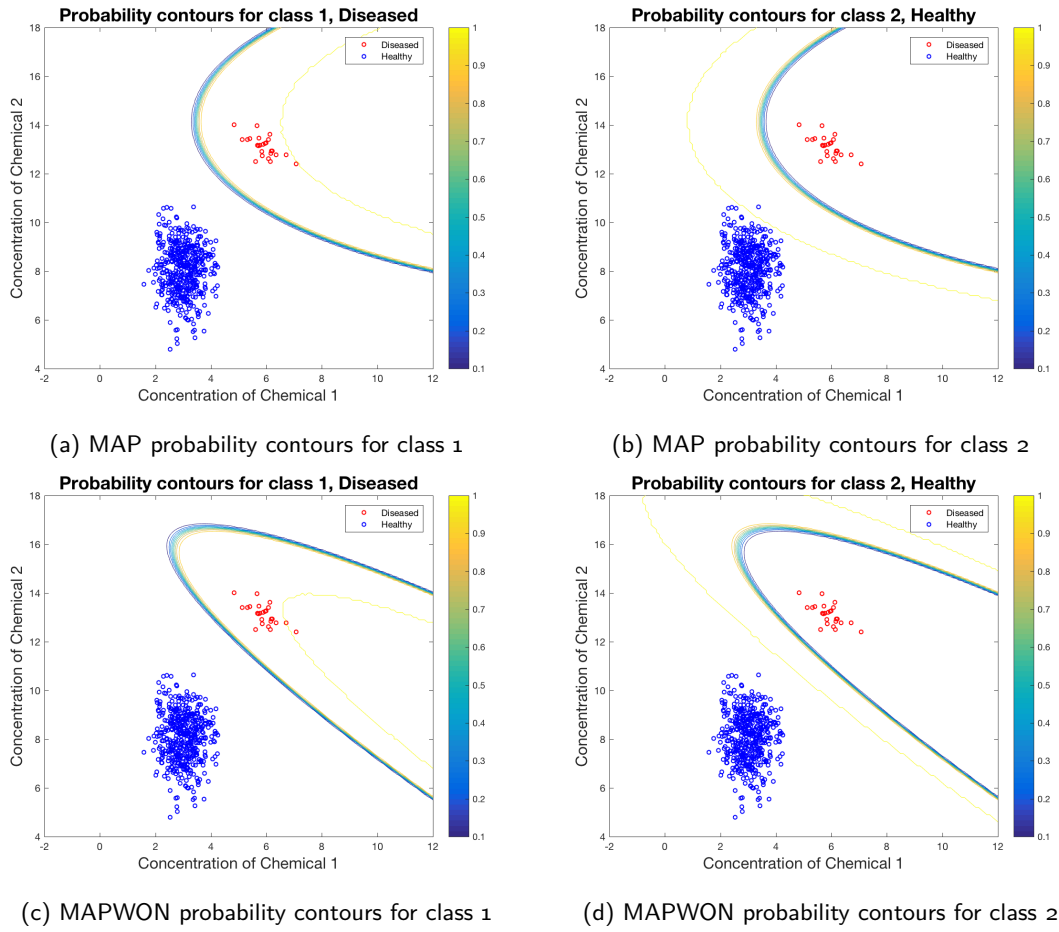 Probability contours for class 1, Diseased
Concentration of Chemical 2
18
16
14
12
10
8
6
4
-2 0 2 4 6 8 10 12
Concentration of Chemical 1
Diseased
Healthy
1
0.9
0.8
0.7
0.6
0.5
0.4
0.3
0.2
0.1
(a) MAP probability contours for class 1
Probability contours for class 2, Healthy
Concentration of Chemical 2
18
16
14
12
10
8
6
4
-2 0 2 4 6 8 10 12
Concentration of Chemical 1
Diseased
Healthy
1
0.9
0.8
0.7
0.6
0.5
0.4
0.3
0.2
0.1
(b) MAP probability contours for class 2
Probability contours for class 1, Diseased
Concentration of Chemical 2
18
16
14
12
10
8
6
4
-2 0 2 4 6 8 10 12
Concentration of Chemical 1
Diseased
Healthy
1
0.9
0.8
0.7
0.6
0.5
0.4
0.3
0.2
0.1
(c) MAPWON probability contours for class 1
Probability contours for class 2, Healthy
Concentration of Chemical 2
18
16
14
12
10
8
6
4
-2 0 2 4 6 8 10 12
Concentration of Chemical 1
Diseased
Healthy
1
0.9
0.8
0.7
0.6
0.5
0.4
0.3
0.2
0.1
(d) MAPWON probability contours for class 2